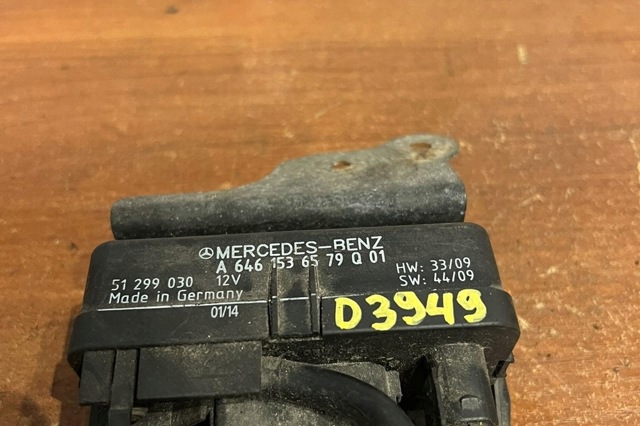 MERCEDES-BENZ
A 646 153 65 79 Q 01
51 299 030 12V
HW: 33/09
Made in Germany
SW: 44/09
01/14
D3949